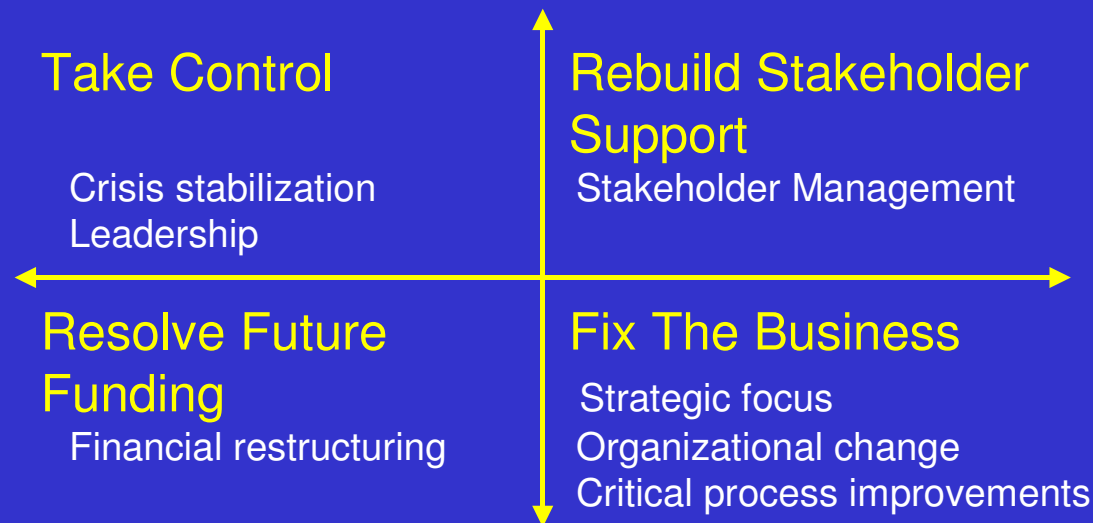 Take Control
Crisis stabilization
Leadership
Rebuild Stakeholder
Support
Stakeholder Management
Resolve Future
Funding
Financial restructuring
Fix The Business
Strategic focus
Organizational change
Critical process improvements